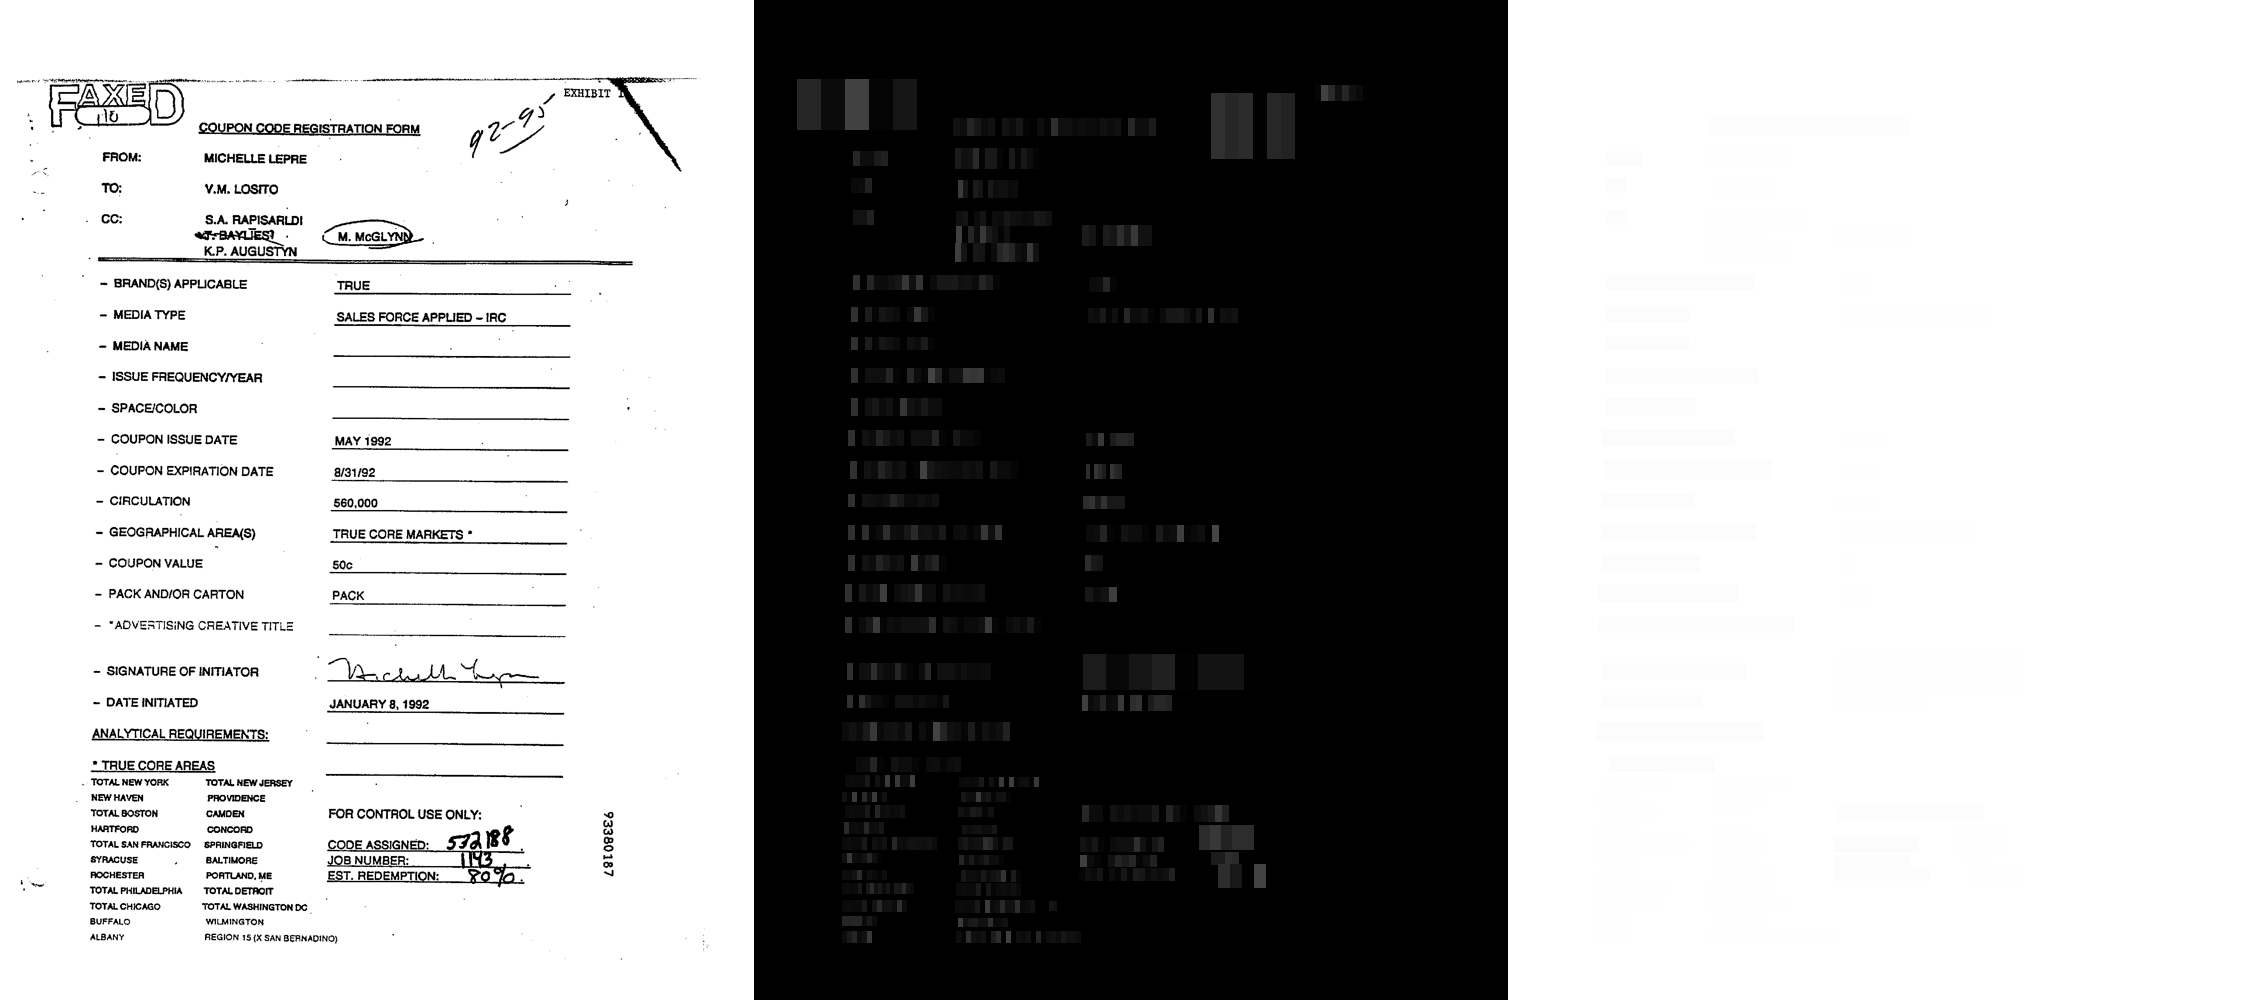 FAXED
EXHIBIT
92-95
COUPON CODE REGISTRATION FORM
FROM: MICHELLE LEPRE
TO: V.M. LOSITO
CC: S.A. RAPISARLDI
M. McGLYNN
K.P. AUGUSTYN
– BRAND(S) APPLICABLE TRUE
– MEDIA TYPE SALES FORCE APPLIED – IRC
– MEDIA NAME
– ISSUE FREQUENCY/YEAR
– SPACE/COLOR
– COUPON ISSUE DATE MAY 1992
– COUPON EXPIRATION DATE 8/31/92
– CIRCULATION 560,000
– GEOGRAPHICAL AREA(S) TRUE CORE MARKETS *
– COUPON VALUE 50c
– PACK AND/OR CARTON PACK
– *ADVERTISING CREATIVE TITLE
– SIGNATURE OF INITIATOR
– DATE INITIATED JANUARY 8, 1992
ANALYTICAL REQUIREMENTS:
* TRUE CORE AREAS
TOTAL NEW YORK TOTAL NEW JERSEY
NEW HAVEN PROVIDENCE
TOTAL BOSTON CAMDEN
HARTFORD CONCORD
TOTAL SAN FRANCISCO SPRINGFIELD
SYRACUSE BALTIMORE
ROCHESTER PORTLAND, ME
TOTAL PHILADELPHIA TOTAL DETROIT
TOTAL CHICAGO TOTAL WASHINGTON DC
BUFFALO WILMINGTON
ALBANY REGION 15 (X SAN BERNADINO)
FOR CONTROL USE ONLY:
CODE ASSIGNED: 532188
JOB NUMBER: 1143
EST. REDEMPTION: 80%
93380187